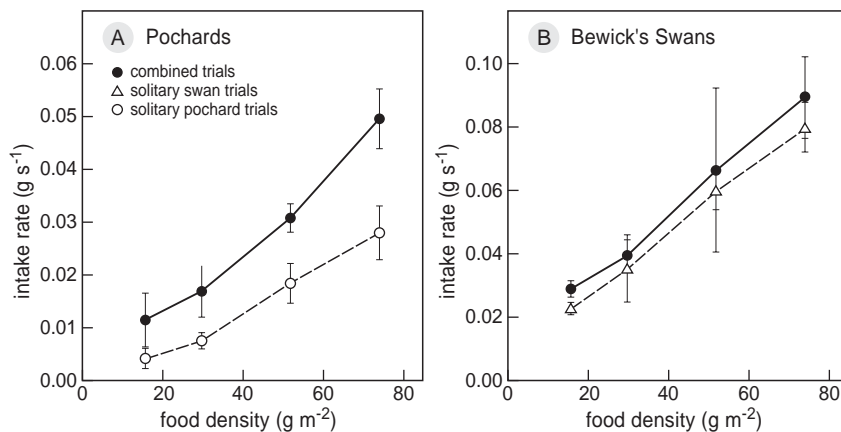 A Pochards
combined trials
solitary swan trials
solitary pochard trials
0.06
0.05
0.04
0.03
0.02
0.01
0.00
intake rate (g s-1)
0 20 40 60 80
food density (g m-2)
B Bewick's Swans
0.10
0.08
0.06
0.04
0.02
0.00
intake rate (g s-1)
0 20 40 60 80
food density (g m-2)